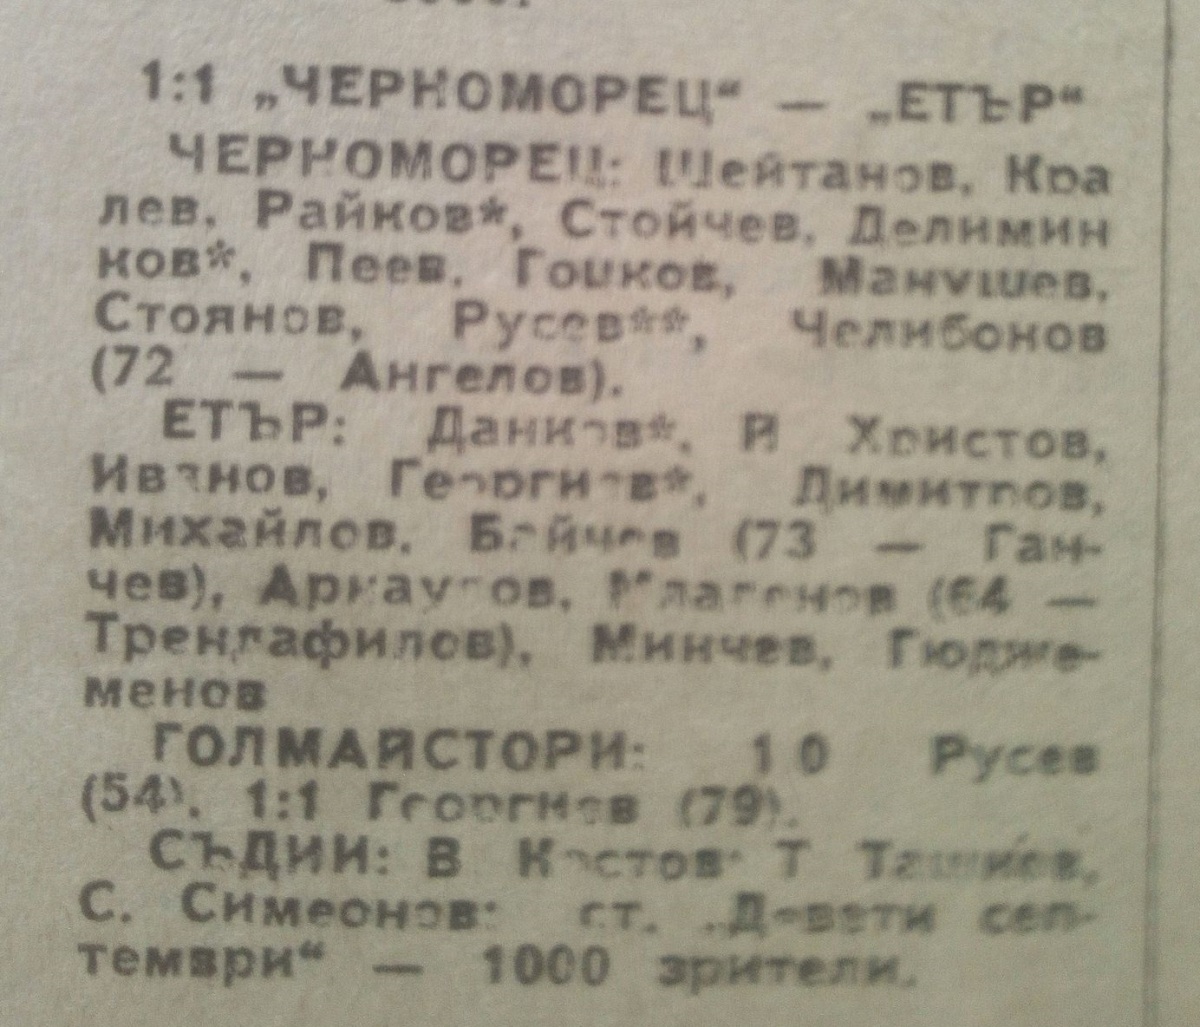 1:1 „ЧЕРНОМОРЕЦ“ — „ЕТЪР“
ЧЕРНОМОРЕЦ: Шейтанов, Кра
лев, Райков*, Стойчев, Делимин
ков*, Пеев, Гочков, Манушев,
Стоянов, Русев**, Челибонов
(72 — Ангелов).
ЕТЪР: Данков*, Христов,
Иванов, Георгиев*, Димитров,
Михайлов, Бойчев (73 — Ган-
чев), Арнаутов, Младенов (64 —
Трендафилов), Минчев, Гюдже-
менов
ГОЛМАЙСТОРИ: 1 0 Русев
(54), 1:1 Георгиев (79).
СЪДИИ: В Костов Т Ташков,
С. Симеонов; ст. „Девети сеп-
тември“ — 1000 зрители.